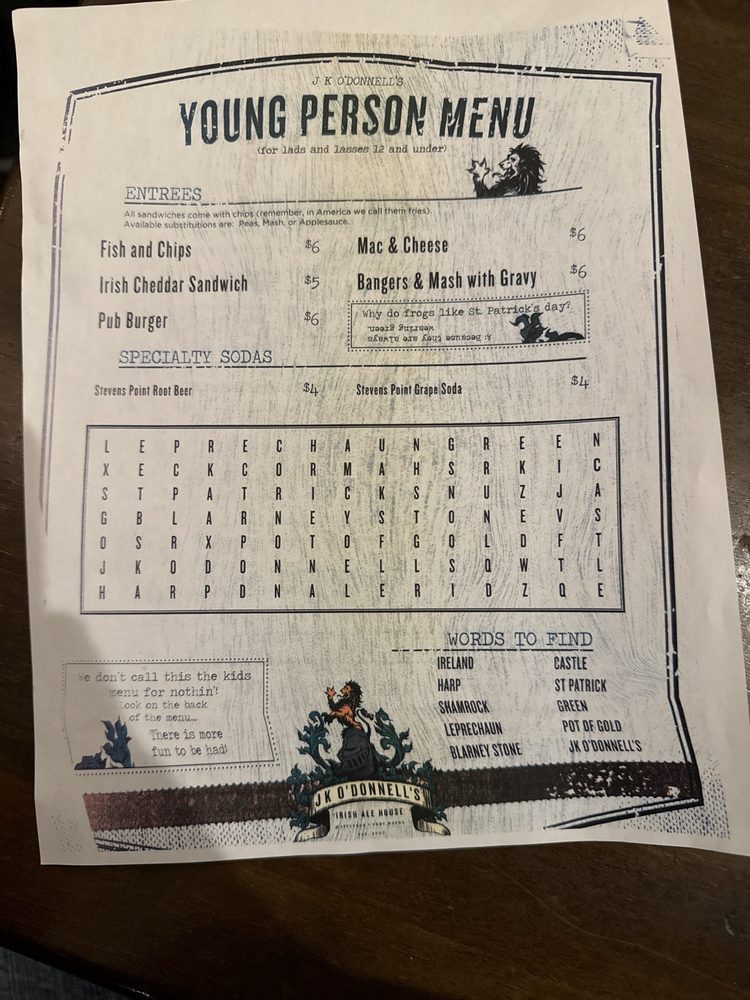 J K O'DONNELL'S
YOUNG PERSON MENU
(for lads and lasses 12 and under)
ENTREES
All sandwiches come with chips (remember, in America we call them fries).
Available substitutions are: Peas, Mash, or Applesauce.
Fish and Chips $6
Irish Cheddar Sandwich $5
Pub Burger $6
Mac & Cheese $6
Bangers & Mash with Gravy $6
Why do frogs like St. Patrick's day?
A: Because they are always
wearing green.
SPECIALTY SODAS
Stevens Point Root Beer $4
Stevens Point Grape Soda $4
L E P R E C H A U N G R E E N
X E C K C O R M A H S R K I C
S T P A T R I C K S N U Z J A
G B L A R N E Y S T O N E V S
O S R X P O T O F G O L D F T
J K O D O N N E L L S Q W T L
H A R P D N A L E R I D Z Q E
WORDS TO FIND
IRELAND
HARP
SHAMROCK
LEPRECHAUN
BLARNEY STONE
CASTLE
ST PATRICK
GREEN
POT OF GOLD
JK O'DONNELL'S
We don't call this the kids
menu for nothin'!
Look on the back
of the menu...
There is more
fun to be had!
JK O'DONNELL'S
IRISH ALE HOUSE